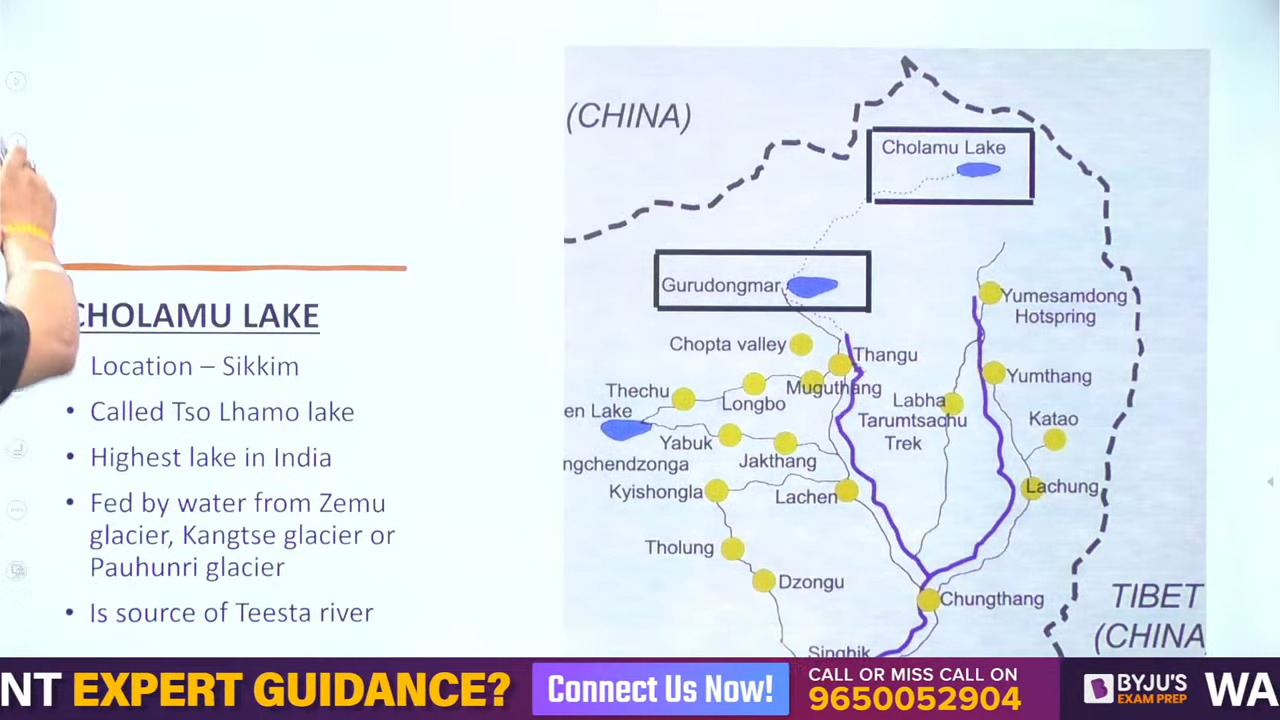 CHOLAMU LAKE
Location – Sikkim
• Called Tso Lhamo lake
• Highest lake in India
• Fed by water from Zemu
glacier, Kangtse glacier or
Pauhunri glacier
• Is source of Teesta river
(CHINA)
Cholamu Lake
Gurudongmar
Yumesamdong
Hotspring
Chopta valley
Thangu
Muguthang
Yumthang
Thechu
Longbo
Labha
Tarumtsachu
Trek
en Lake
Katao
Yabuk
Jakthang
ngchendzonga
Kyishongla
Lachen
Lachung
Tholung
Dzongu
Chungthang
TIBET
(CHINA
Singhik
NT EXPERT GUIDANCE?
Connect Us Now!
CALL OR MISS CALL ON
9650052904
BYJU'S
EXAM PREP
WA